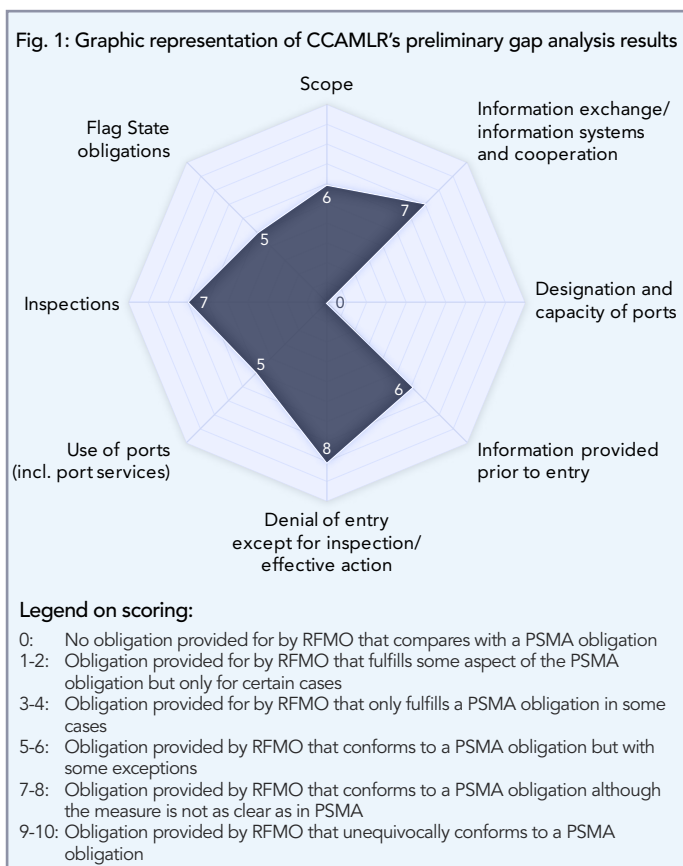 Fig. 1: Graphic representation of CCAMLR's preliminary gap analysis results
Scope
Information exchange/
information systems
and cooperation
Flag State
obligations
6
7
5
Inspections
7
0
Designation and
capacity of ports
5
6
Use of ports
(incl. port services)
8
Information provided
prior to entry
Denial of entry
except for inspection/
effective action
Legend on scoring:
0: No obligation provided for by RFMO that compares with a PSMA obligation
1-2: Obligation provided for by RFMO that fulfills some aspect of the PSMA
obligation but only for certain cases
3-4: Obligation provided for by RFMO that only fulfills a PSMA obligation in some
cases
5-6: Obligation provided by RFMO that conforms to a PSMA obligation but with
some exceptions
7-8: Obligation provided by RFMO that conforms to a PSMA obligation although
the measure is not as clear as in PSMA
9-10: Obligation provided by RFMO that unequivocally conforms to a PSMA
obligation